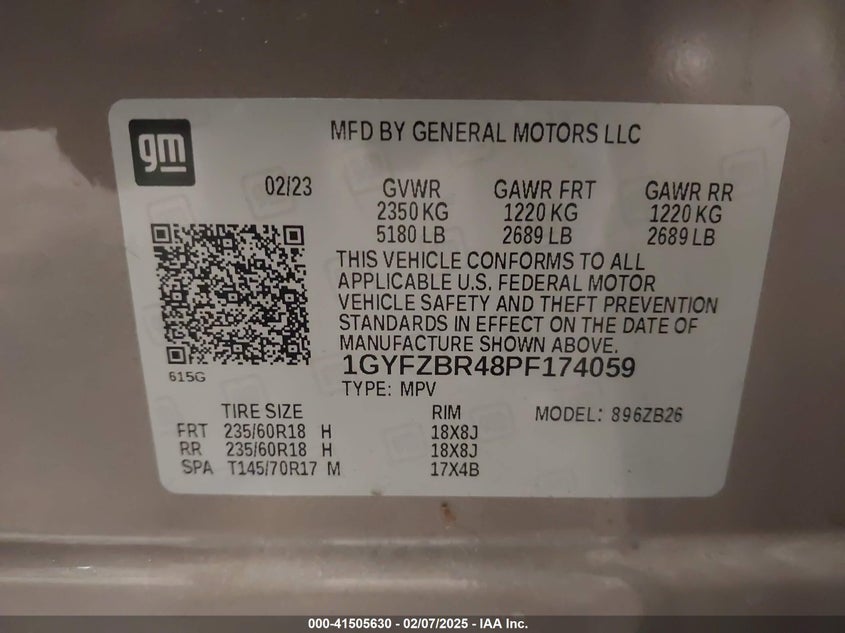 gm
MFD BY GENERAL MOTORS LLC
02/23
GVWR GAWR FRT GAWR RR
2350 KG 1220 KG 1220 KG
5180 LB 2689 LB 2689 LB
THIS VEHICLE CONFORMS TO ALL
APPLICABLE U.S. FEDERAL MOTOR
VEHICLE SAFETY AND THEFT PREVENTION
STANDARDS IN EFFECT ON THE DATE OF
MANUFACTURE SHOWN ABOVE.
1GYFZBR48PF174059
615G
TYPE: MPV
TIRE SIZE RIM MODEL: 896ZB26
FRT 235/60R18 H 18X8J
RR 235/60R18 H 18X8J
SPA T145/70R17 M 17X4B
000-41505630 - 02/07/2025 - IAA Inc.